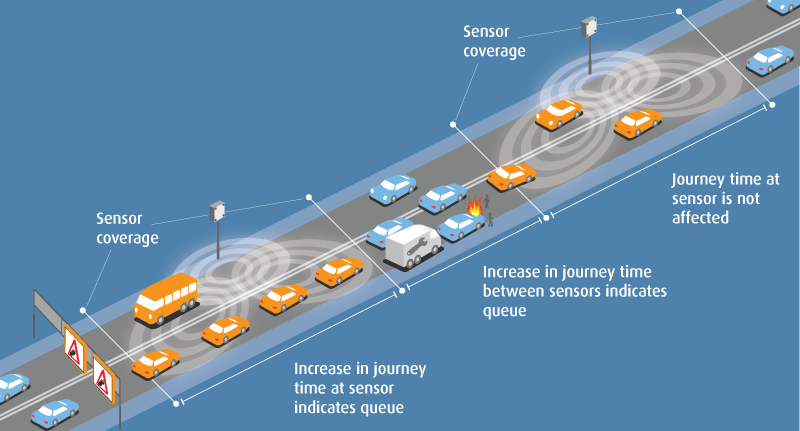 Sensor
coverage
Sensor
coverage
Journey time at
sensor is not
affected
Increase in journey time
between sensors indicates
queue
Increase in journey
time at sensor
indicates queue